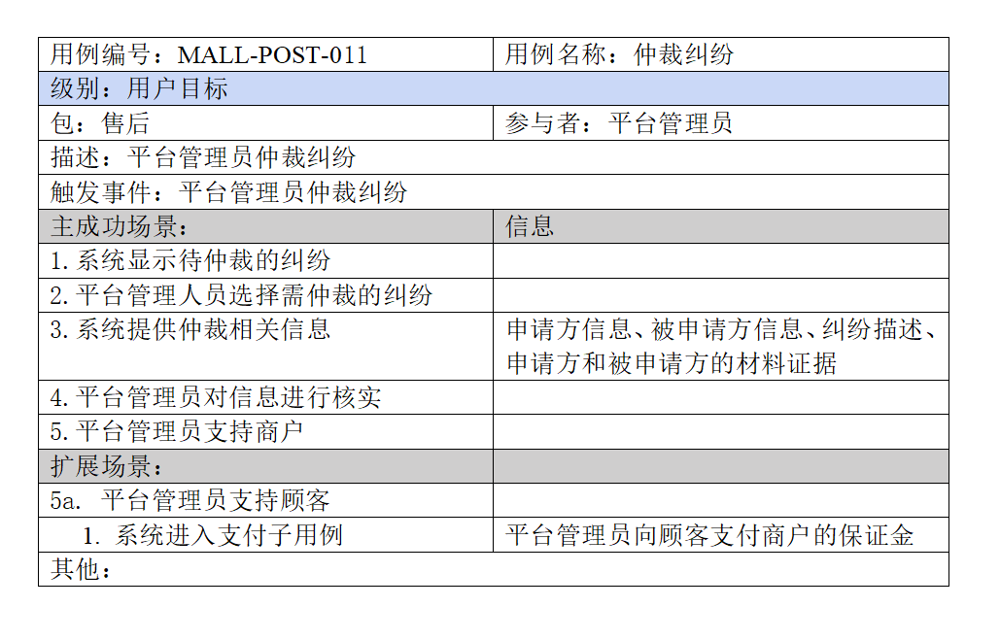 用例编号：MALL-POST-011 用例名称：仲裁纠纷
级别：用户目标
包：售后 参与者：平台管理员
描述：平台管理员仲裁纠纷
触发事件：平台管理员仲裁纠纷
主成功场景： 信息
1.系统显示待仲裁的纠纷
2.平台管理人员选择需仲裁的纠纷
3.系统提供仲裁相关信息 申请方信息、被申请方信息、纠纷描述、
申请方和被申请方的材料证据
4.平台管理员对信息进行核实
5.平台管理员支持商户
扩展场景：
5a. 平台管理员支持顾客
1. 系统进入支付子用例 平台管理员向顾客支付商户的保证金
其他：